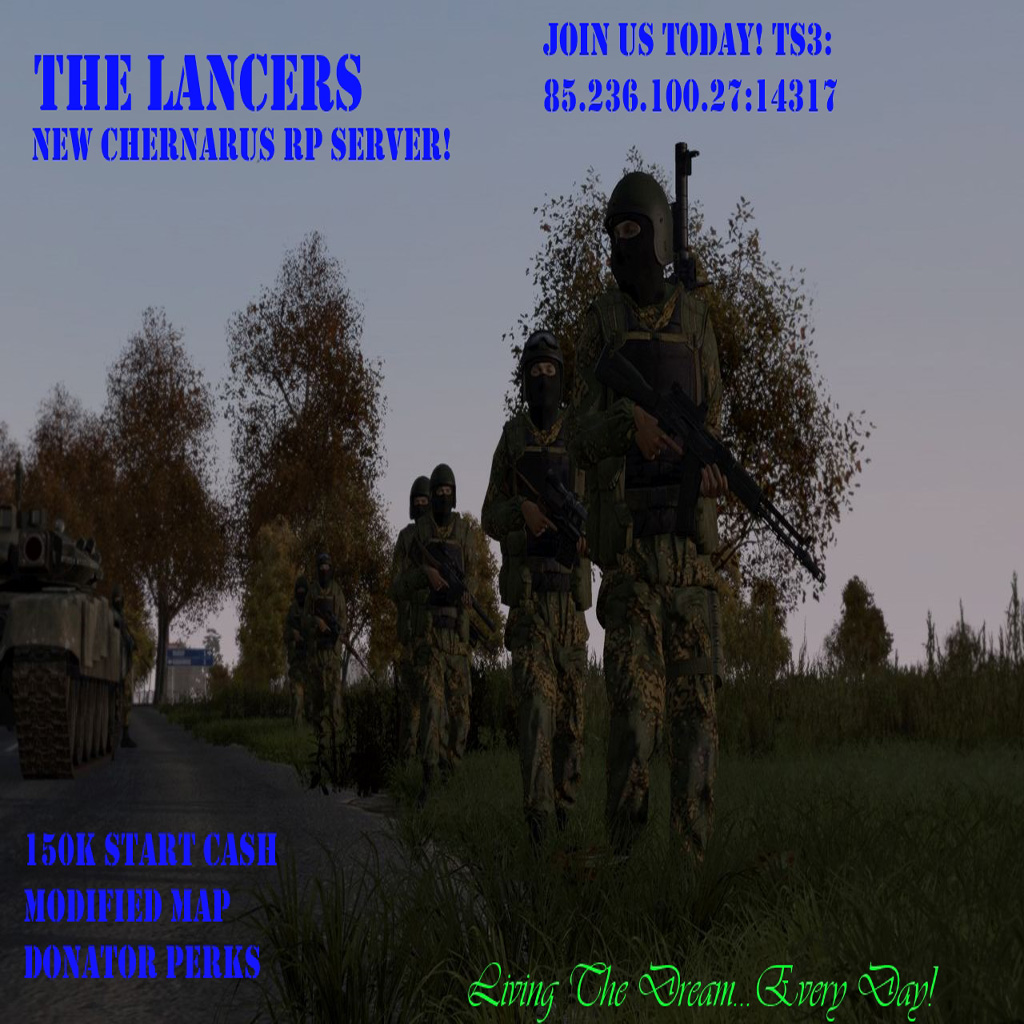 THE LANCERS
NEW CHERNARUS RP SERVER!
JOIN US TODAY! TS3:
85.236.100.27:14317
150K START CASH
MODIFIED MAP
DONATOR PERKS
Living The Dream...Every Day!